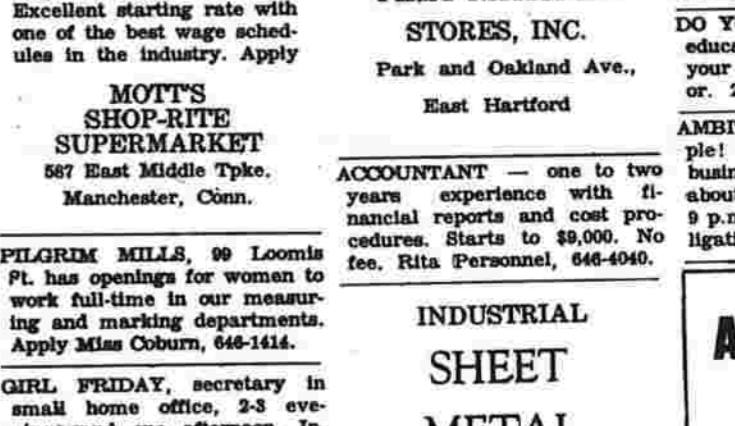 Excellent starting rate with
one of the best wage sched-
ules in the industry. Apply
MOTT'S
SHOP-RITE
SUPERMARKET
587 East Middle Tpke.
Manchester, Conn.
PILGRIM MILLS, 99 Loomis
St. has openings for women to
work full-time in our measur-
ing and marking departments.
Apply Miss Coburn, 646-1414.
GIRL FRIDAY, secretary in
small home office, 2-3 eve-
STORES, INC.
Park and Oakland Ave.,
East Hartford
ACCOUNTANT — one to two
years experience with fi-
nancial reports and cost pro-
cedures. Starts to $9,000. No
fee. Rita Personnel, 646-4040.
INDUSTRIAL
SHEET
METAL
DO Y
educa
your
or. 2
AMBI
ple!
busin
about
9 p.m
ligati
A